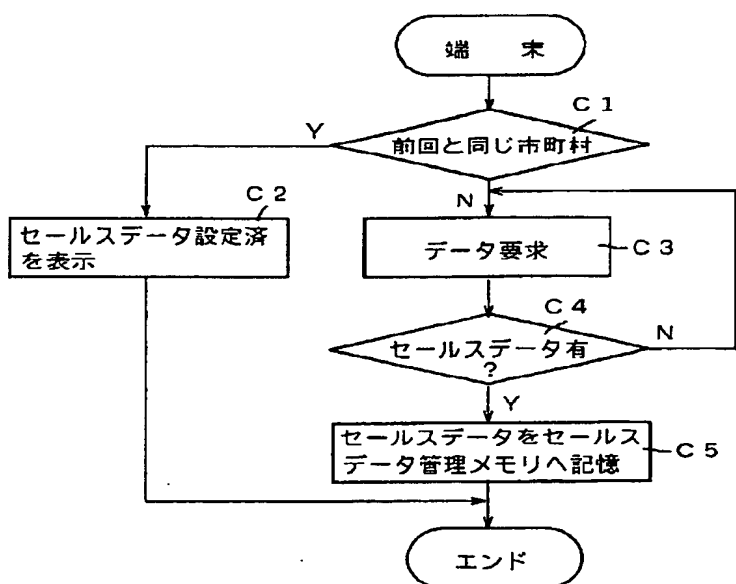 端 末
C1
Y
前回と同じ市町村
N
C2
セールスデータ設定済
を表示
データ要求
C3
C4
N
セールスデータ有
?
Y
セールスデータをセールス
データ管理メモリへ記憶
C5
エンド